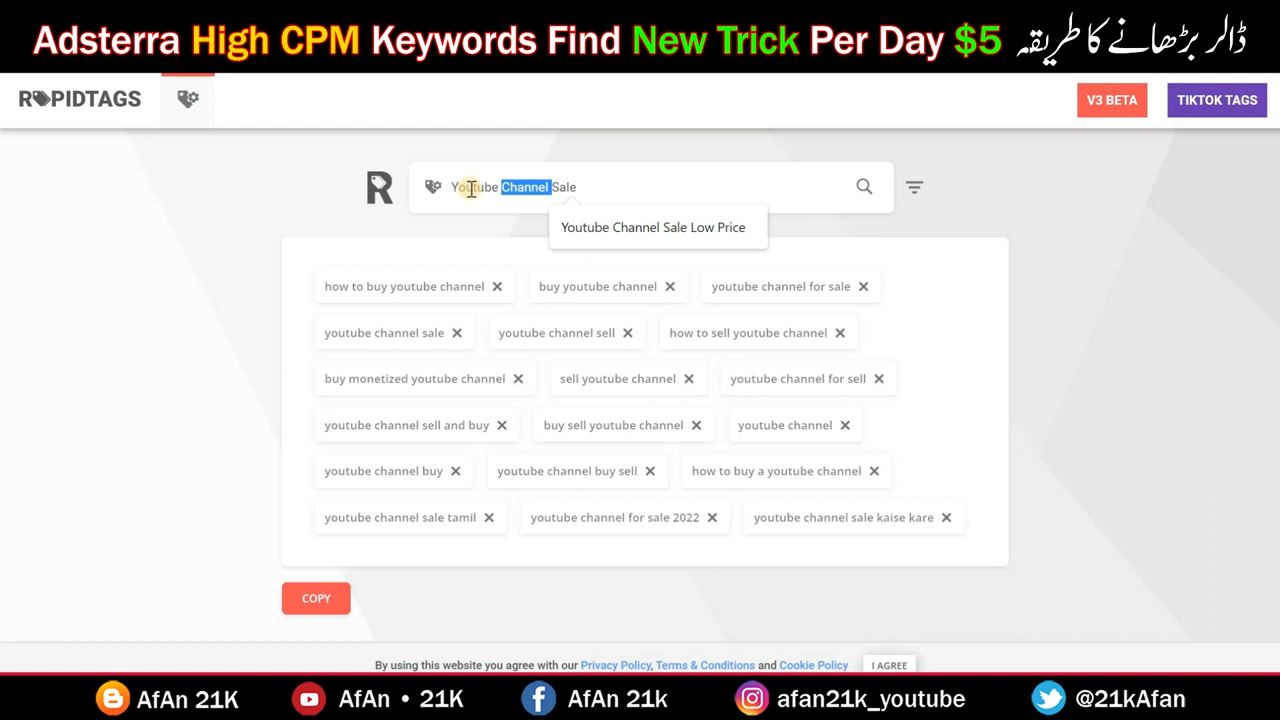 Adsterra High CPM Keywords Find New Trick Per Day $5 ڈالر بڑھانے کا طریقہ
RAPIDTAGS
V3 BETA
TIKTOK TAGS
R
Youtube Channel Sale
Youtube Channel Sale Low Price
how to buy youtube channel
buy youtube channel
youtube channel for sale
youtube channel sale
youtube channel sell
how to sell youtube channel
buy monetized youtube channel
sell youtube channel
youtube channel for sell
youtube channel sell and buy
buy sell youtube channel
youtube channel
youtube channel buy
youtube channel buy sell
how to buy a youtube channel
youtube channel sale tamil
youtube channel for sale 2022
youtube channel sale kaise kare
COPY
By using this website you agree with our Privacy Policy, Terms & Conditions and Cookie Policy
I AGREE
AfAn 21K
AfAn • 21K
AfAn 21k
afan21k_youtube
@21kAfan